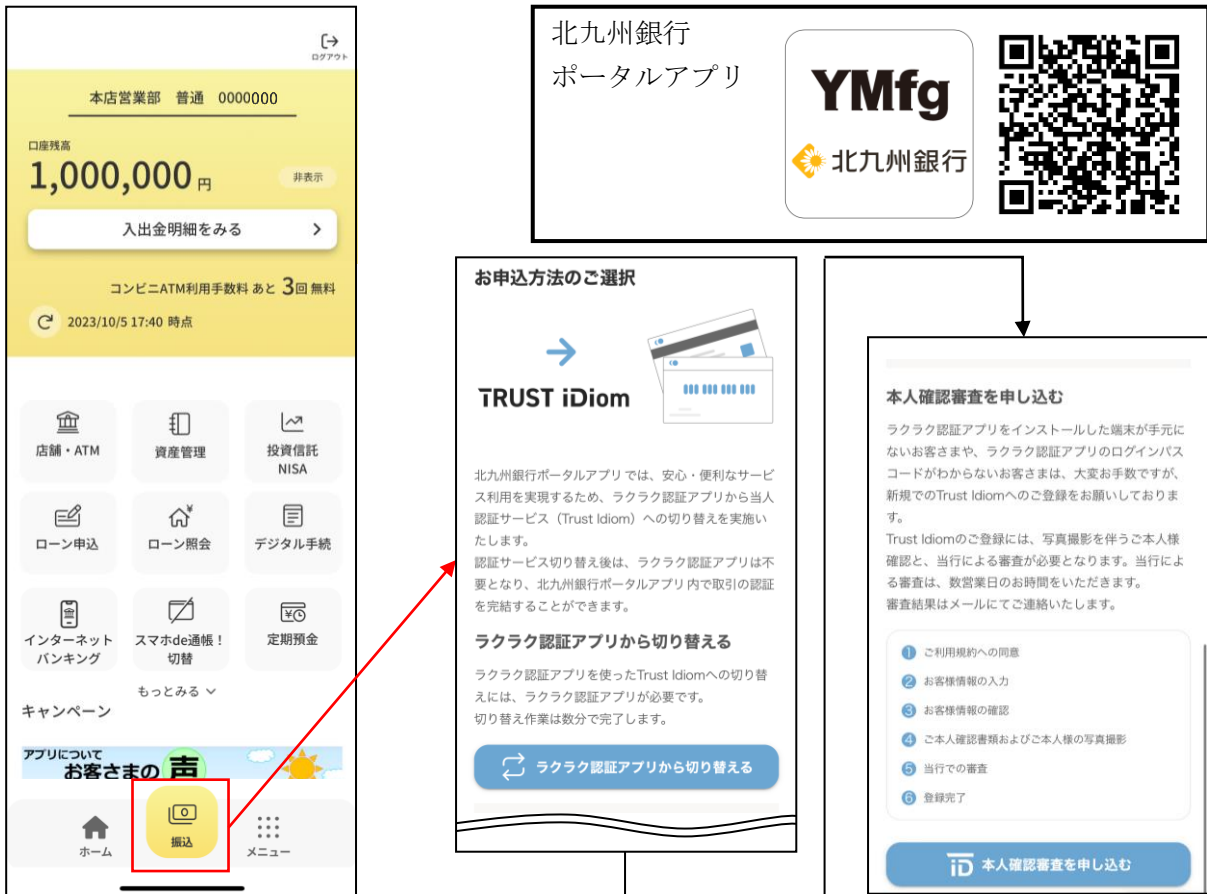 ログアウト
本店営業部 普通 0000000
口座残高
1,000,000 円
非表示
入出金明細をみる
コンビニATM利用手数料 あと 3回 無料
2023/10/5 17:40 時点
店舗・ATM
資産管理
投資信託
NISA
ローン申込
ローン照会
デジタル手続
インターネット
バンキング
スマホde通帳!
切替
定期預金
もっとみる
キャンペーン
アプリについて
お客さまの声
ホーム
振込
メニュー
北九州銀行
ポータルアプリ
YMfg
北九州銀行
お申込方法のご選択
TRUST iDiom
北九州銀行ポータルアプリでは、安心・便利なサービ
ス利用を実現するため、ラクラク認証アプリから当人
認証サービス(Trust Idiom)への切り替えを実施い
たします。
認証サービス切り替え後は、ラクラク認証アプリは不
要となり、北九州銀行ポータルアプリ内で取引の認証
を完結することができます。
ラクラク認証アプリから切り替える
ラクラク認証アプリを使ったTrust Idiomへの切り替
えには、ラクラク認証アプリが必要です。
切り替え作業は数分で完了します。
ラクラク認証アプリから切り替える
本人確認審査を申し込む
ラクラク認証アプリをインストールした端末が手元に
ないお客さまや、ラクラク認証アプリのログインパス
コードがわからないお客さまは、大変お手数ですが、
新規でのTrust Idiomへのご登録をお願いしておりま
す。
Trust Idiomのご登録には、写真撮影を伴うご本人様
確認と、当行による審査が必要となります。当行によ
る審査は、数営業日のお時間をいただきます。
審査結果はメールにてご連絡いたします。
1 ご利用規約への同意
2 お客様情報の入力
3 お客様情報の確認
4 ご本人確認書類およびご本人様の写真撮影
5 当行での審査
6 登録完了
iD 本人確認審査を申し込む